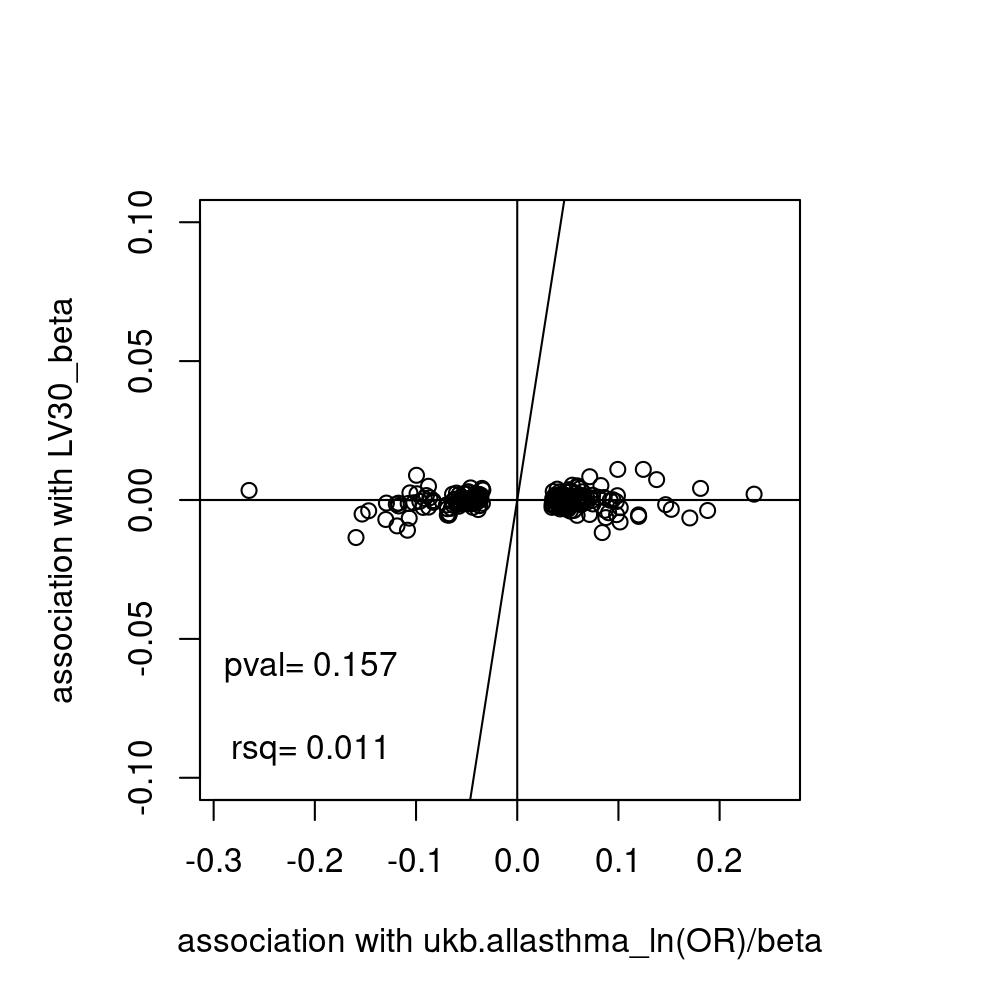 association with LV30_beta
0.10
0.05
0.00
-0.05
-0.10
pval= 0.157
rsq= 0.011
-0.3 -0.2 -0.1 0.0 0.1 0.2
association with ukb.allasthma_ln(OR)/beta